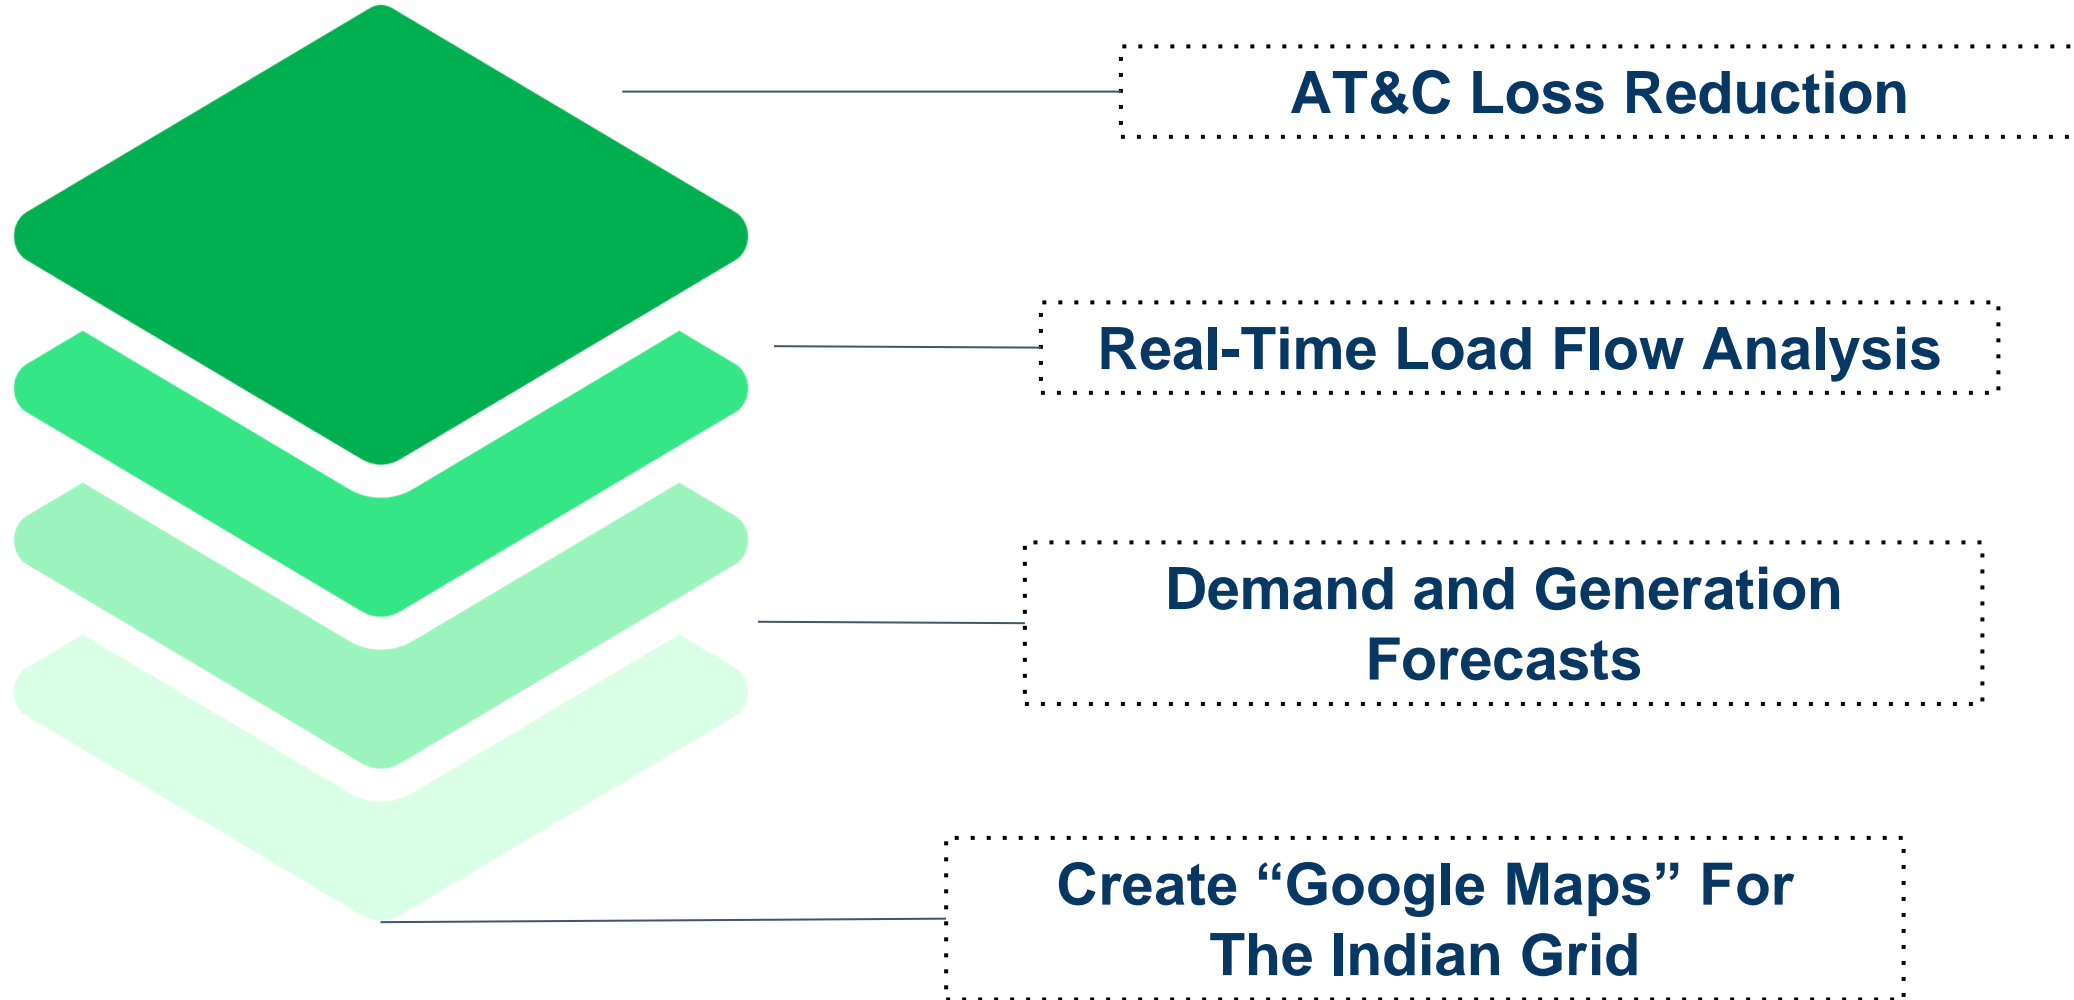 AT&C Loss Reduction
Real-Time Load Flow Analysis
Demand and Generation
Forecasts
Create “Google Maps” For
The Indian Grid